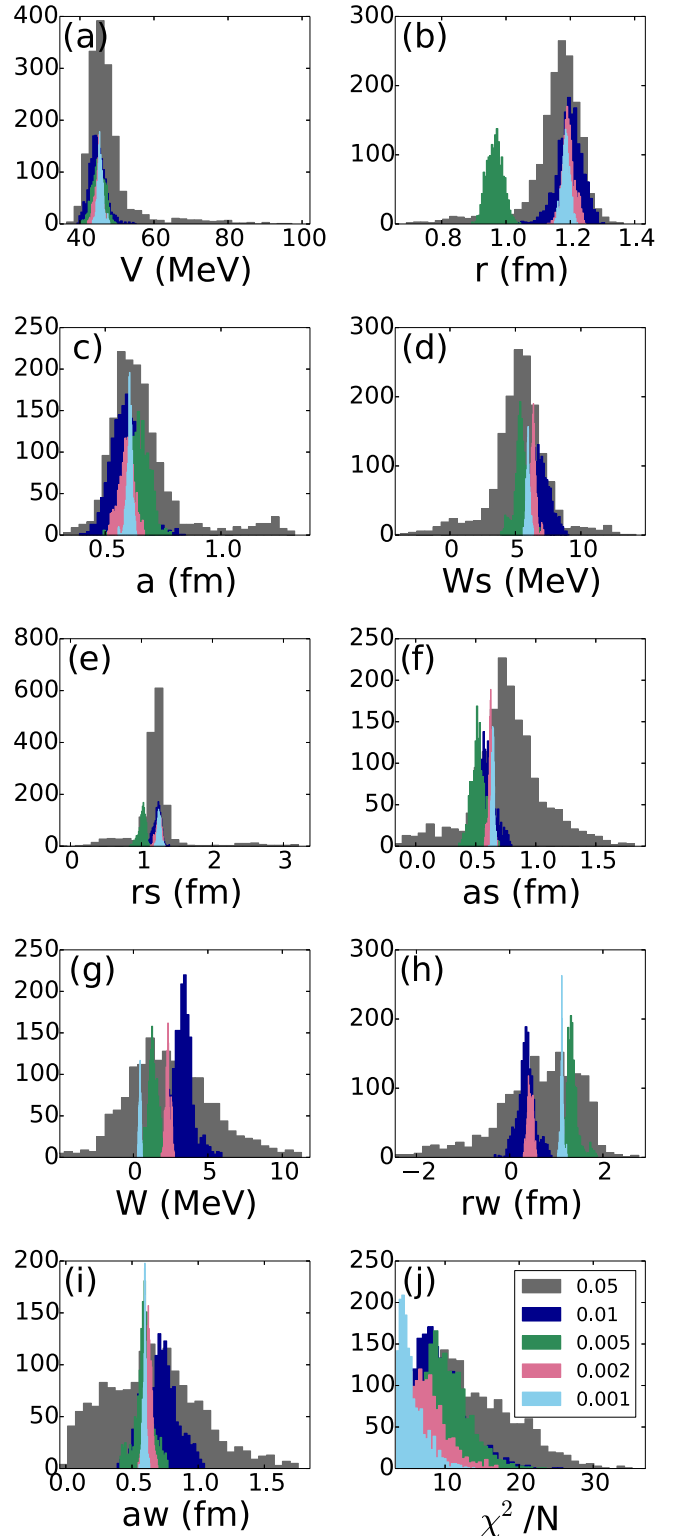 400
(a)
300
200
100
0
40 60 80 100
V (MeV)
300
(b)
200
100
0
0.8 1.0 1.2 1.4
r (fm)
250
c)
200
150
100
50
0
0.5 1.0
a (fm)
300
(d)
200
100
0
0 5 10
Ws (MeV)
800
(e)
600
400
200
0
0 1 2 3
rs (fm)
250
(f)
200
150
100
50
0
0.0 0.5 1.0 1.5
as (fm)
250
(g)
200
150
100
50
0
0 5 10
W (MeV)
300
(h)
200
100
0
−2 0 2
rw (fm)
200
(i)
150
100
50
0
0.0 0.5 1.0 1.5
aw (fm)
250
(j)
200
150
100
50
0
0.05
0.01
0.005
0.002
0.001
10 20 30
χ² /N